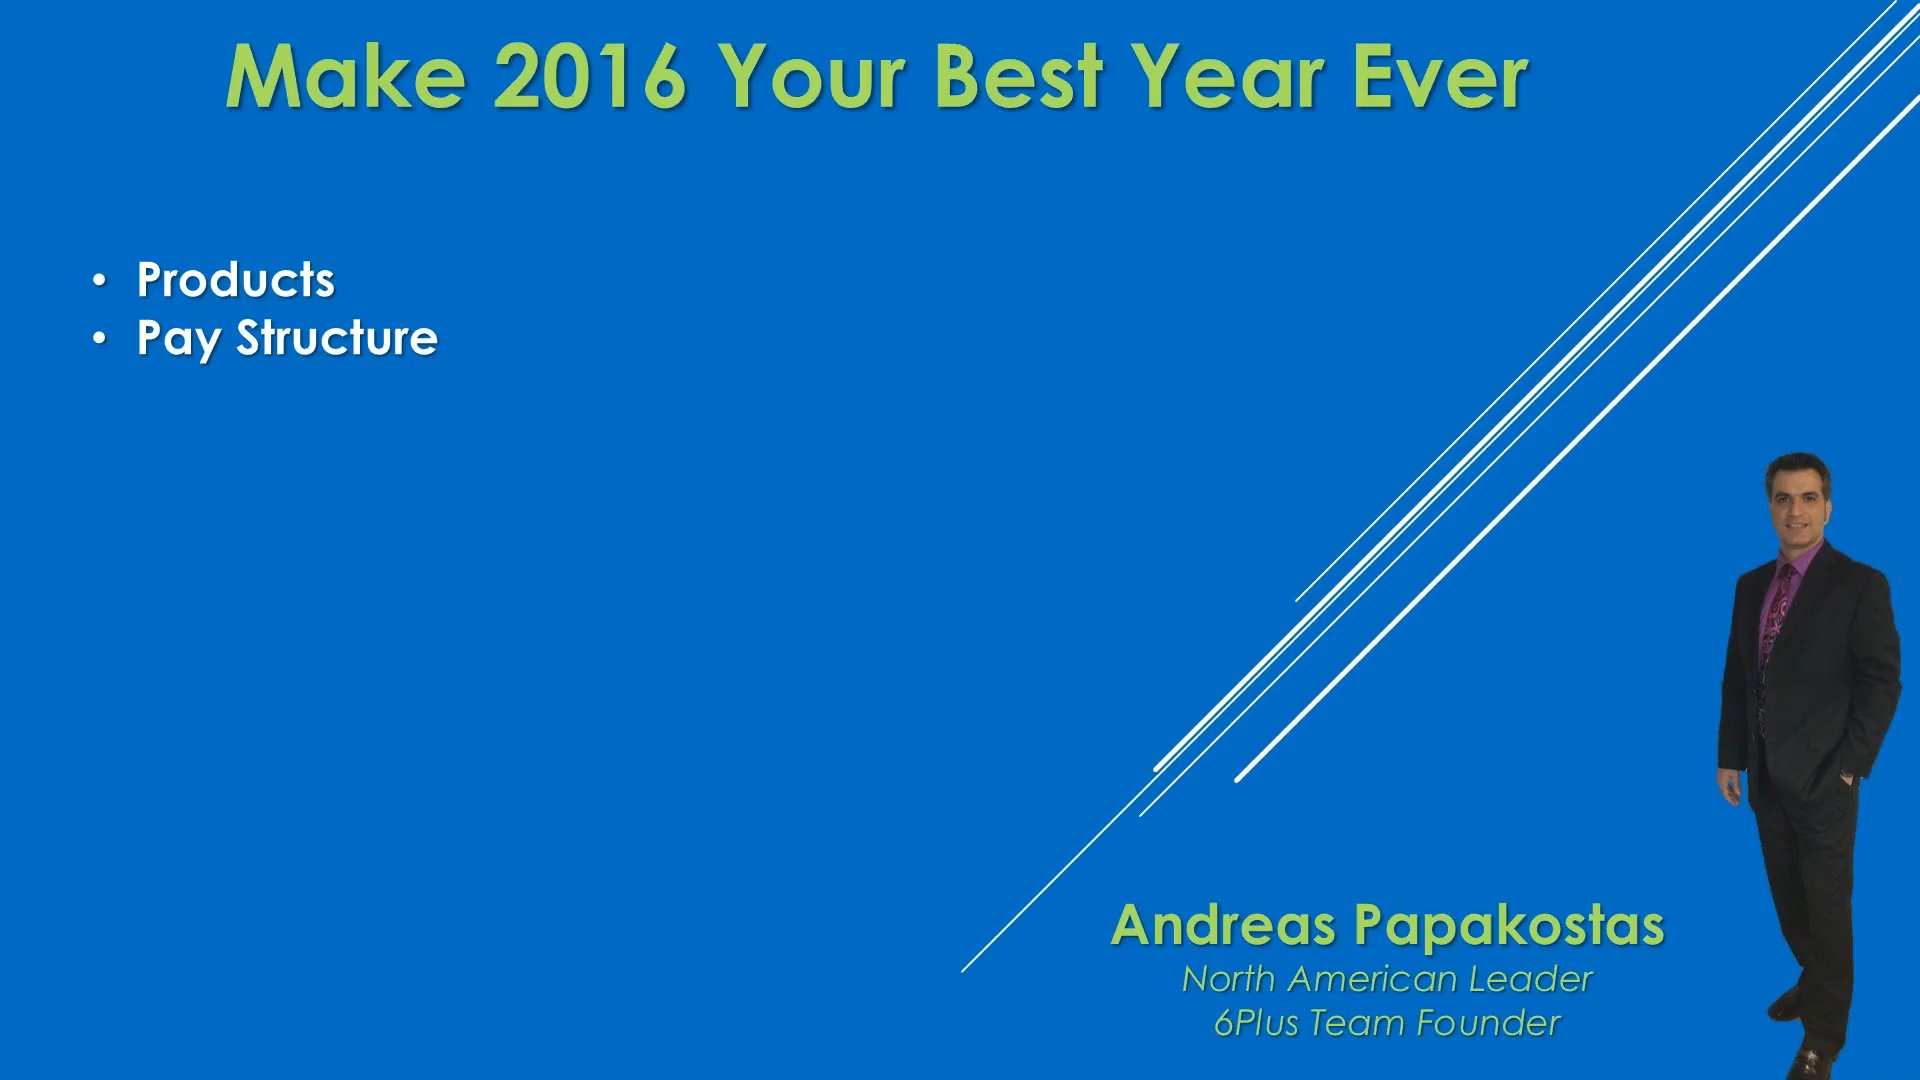 Make 2016 Your Best Year Ever
• Products
• Pay Structure
Andreas Papakostas
North American Leader
6Plus Team Founder